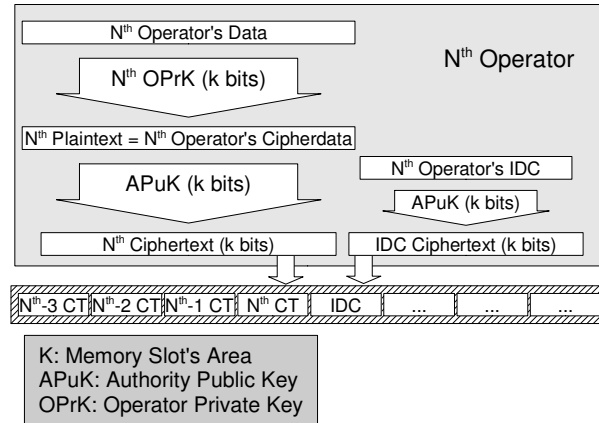 Nth Operator's Data
Nth Operator
Nth OPrK (k bits)
Nth Plaintext = Nth Operator's Cipherdata
Nth Operator's IDC
APuK (k bits)
APuK (k bits)
Nth Ciphertext (k bits)
IDC Ciphertext (k bits)
Nth-3 CT Nth-2 CT Nth-1 CT Nth CT IDC ... ... ...
K: Memory Slot's Area
APuK: Authority Public Key
OPrK: Operator Private Key